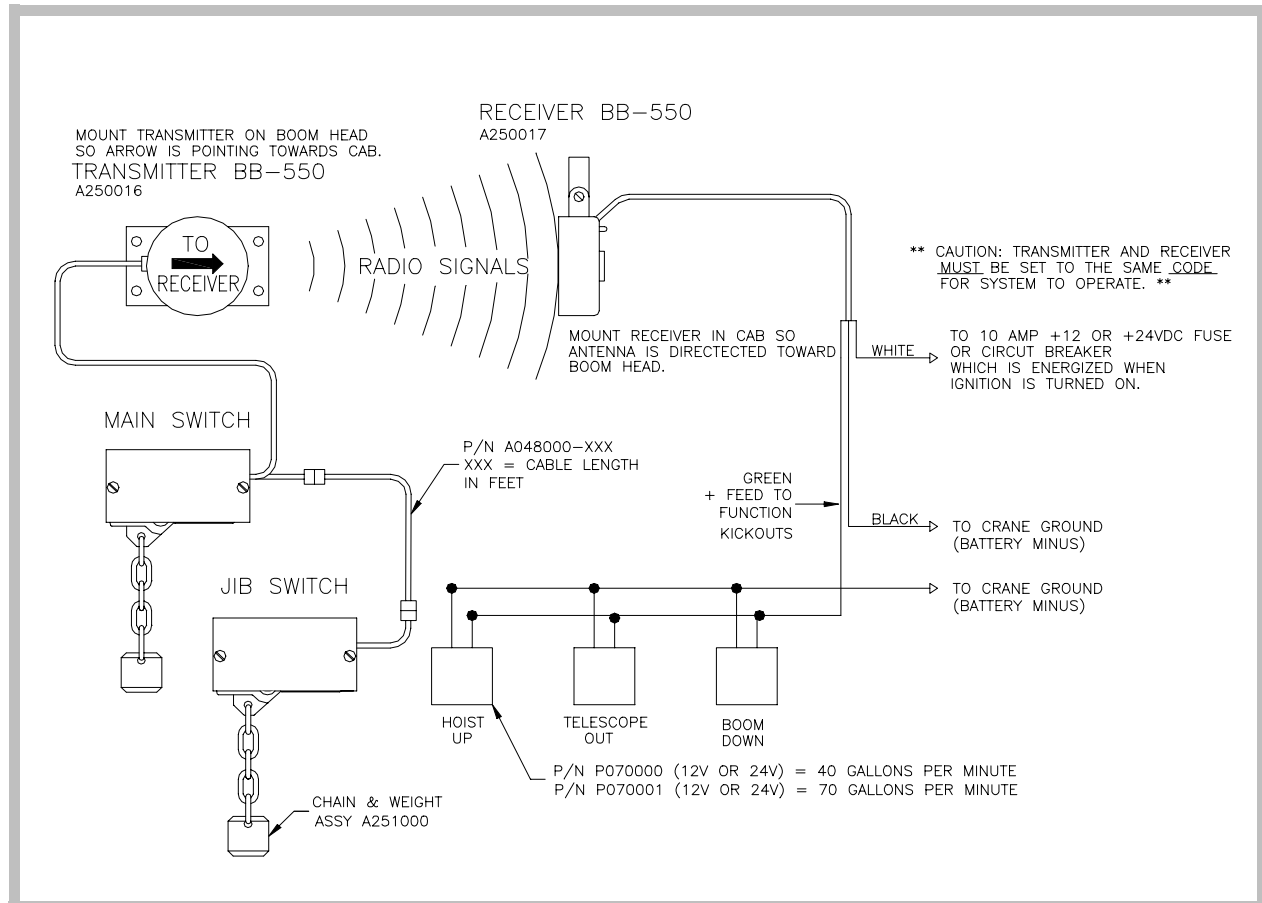 RECEIVER BB-550
A250017
MOUNT TRANSMITTER ON BOOM HEAD
SO ARROW IS POINTING TOWARDS CAB.
TRANSMITTER BB-550
A250016
TO
RECEIVER
RADIO SIGNALS
** CAUTION: TRANSMITTER AND RECEIVER
MUST BE SET TO THE SAME CODE
FOR SYSTEM TO OPERATE. **
MOUNT RECEIVER IN CAB SO
ANTENNA IS DIRECTECTED TOWARD
BOOM HEAD.
WHITE
TO 10 AMP +12 OR +24VDC FUSE
OR CIRCUT BREAKER
WHICH IS ENERGIZED WHEN
IGNITION IS TURNED ON.
MAIN SWITCH
P/N A048000-XXX
XXX = CABLE LENGTH
IN FEET
GREEN
+ FEED TO
FUNCTION
KICKOUTS
BLACK
TO CRANE GROUND
(BATTERY MINUS)
JIB SWITCH
TO CRANE GROUND
(BATTERY MINUS)
HOIST
UP
TELESCOPE
OUT
BOOM
DOWN
P/N P070000 (12V OR 24V) = 40 GALLONS PER MINUTE
P/N P070001 (12V OR 24V) = 70 GALLONS PER MINUTE
CHAIN & WEIGHT
ASSY A251000